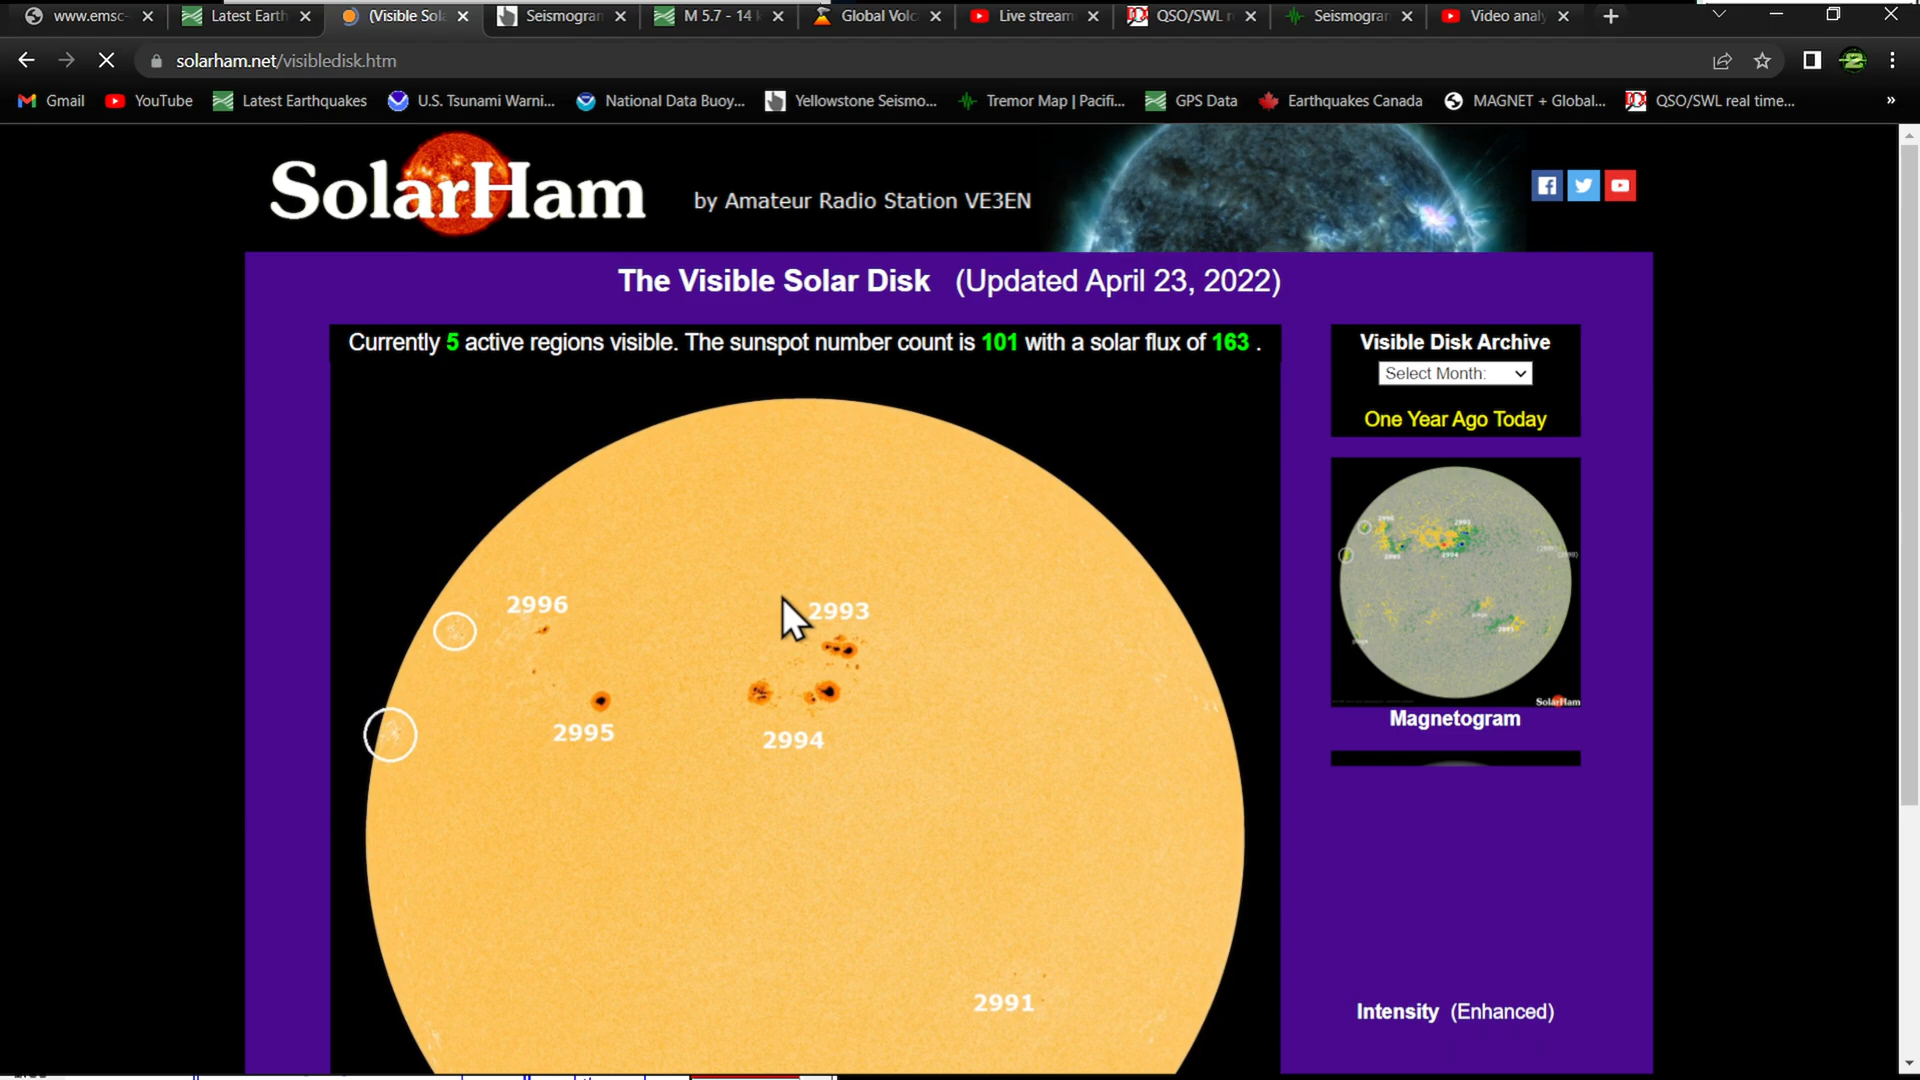 www.emsc-
Latest Earth
(Visible Sola
Seismogram
M 5.7 - 14 k
Global Volc
Live stream
QSO/SWL r
Seismogram
Video analy
solarham.net/visibledisk.htm
Gmail
YouTube
Latest Earthquakes
U.S. Tsunami Warni...
National Data Buoy...
Yellowstone Seismo...
Tremor Map | Pacifi...
GPS Data
Earthquakes Canada
MAGNET + Global...
QSO/SWL real time...
»
SolarHam
by Amateur Radio Station VE3EN
The Visible Solar Disk (Updated April 23, 2022)
Currently 5 active regions visible. The sunspot number count is 101 with a solar flux of 163 .
2996
2993
2995
2994
2991
Visible Disk Archive
Select Month:
One Year Ago Today
SolarHam
Magnetogram
Intensity (Enhanced)